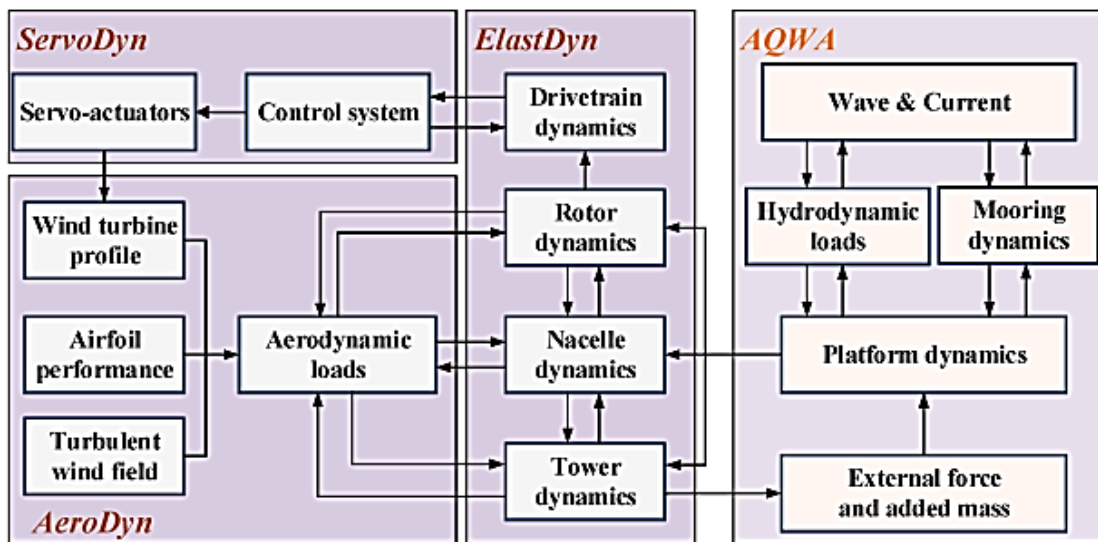 ServoDyn
Servo-actuators
Control system
AeroDyn
Wind turbine
profile
Airfoil
performance
Turbulent
wind field
Aerodynamic
loads
ElastDyn
Drivetrain
dynamics
Rotor
dynamics
Nacelle
dynamics
Tower
dynamics
AQWA
Wave & Current
Hydrodynamic
loads
Mooring
dynamics
Platform dynamics
External force
and added mass